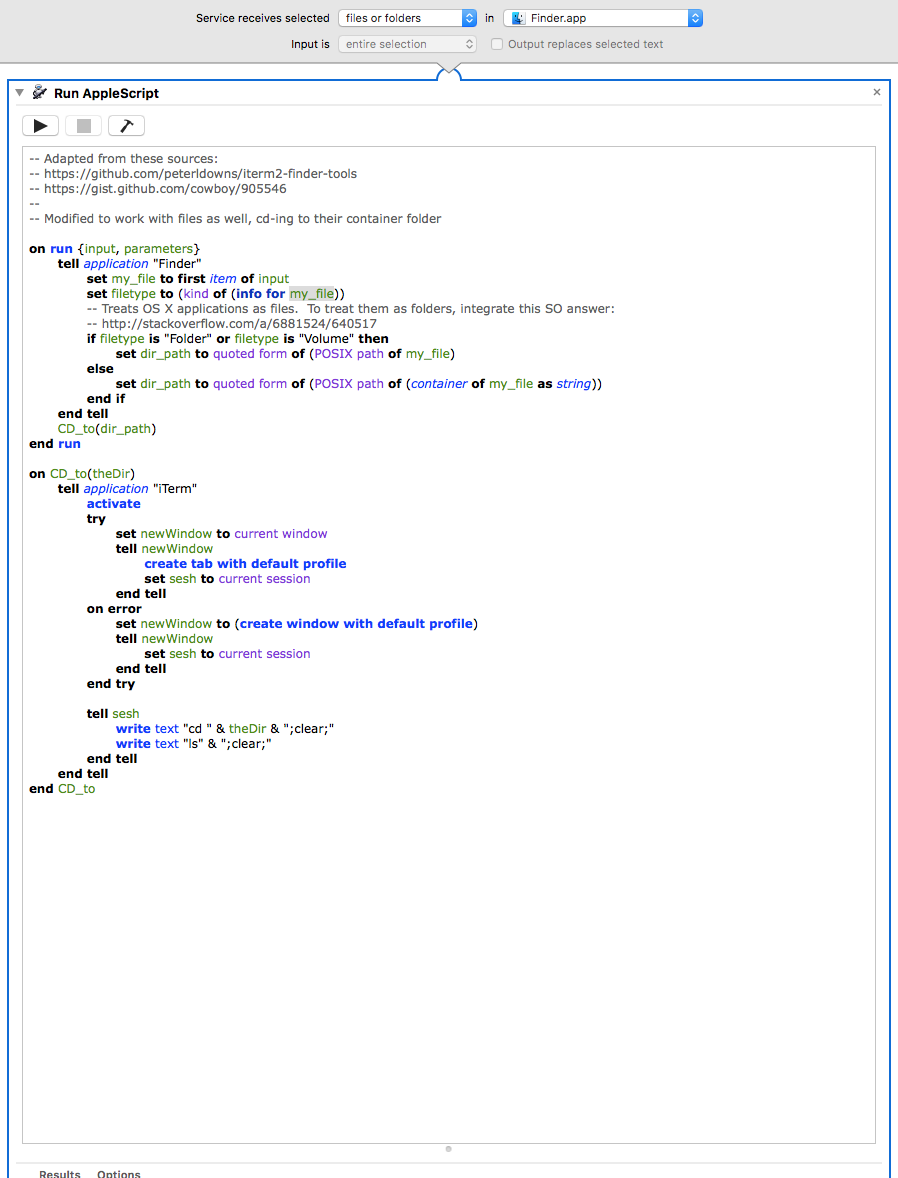 Service receives selected files or folders in Finder.app
Input is entire selection Output replaces selected text
Run AppleScript
-- Adapted from these sources:
-- https://github.com/peterldowns/iterm2-finder-tools
-- https://gist.github.com/cowboy/905546
--
-- Modified to work with files as well, cd-ing to their container folder
on run {input, parameters}
tell application "Finder"
set my_file to first item of input
set filetype to (kind of (info for my_file))
-- Treats OS X applications as files.  To treat them as folders, integrate this SO answer:
-- http://stackoverflow.com/a/6881524/640517
if filetype is "Folder" or filetype is "Volume" then
set dir_path to quoted form of (POSIX path of my_file)
else
set dir_path to quoted form of (POSIX path of (container of my_file as string))
end if
end tell
CD_to(dir_path)
end run
on CD_to(theDir)
tell application "iTerm"
activate
try
set newWindow to current window
tell newWindow
create tab with default profile
set sesh to current session
end tell
on error
set newWindow to (create window with default profile)
tell newWindow
set sesh to current session
end tell
end try
tell sesh
write text "cd " & theDir & ";clear;"
write text "ls" & ";clear;"
end tell
end tell
end CD_to
Results Options